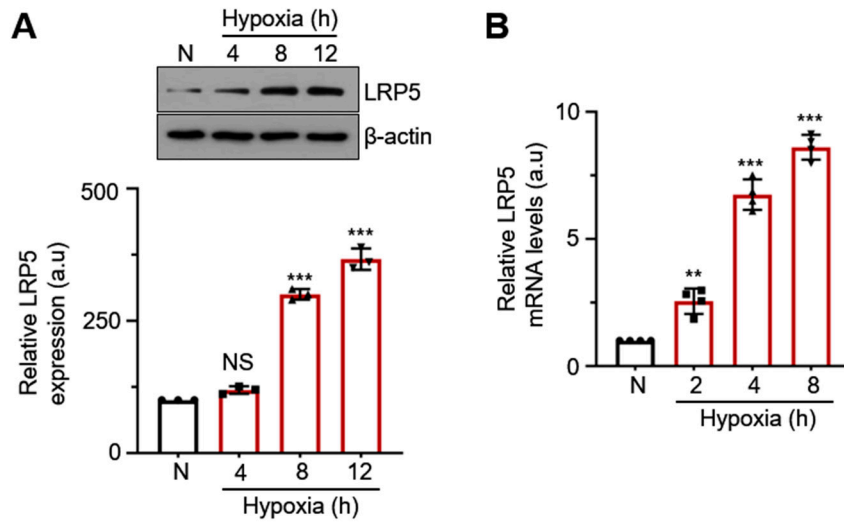 A
Hypoxia (h)
N 4 8 12
LRP5
β-actin
Relative LRP5
expression (a.u)
500
250
0
NS
***
***
N 4 8 12
Hypoxia (h)
B
Relative LRP5
mRNA levels (a.u)
10
5
0
**
***
***
N 2 4 8
Hypoxia (h)